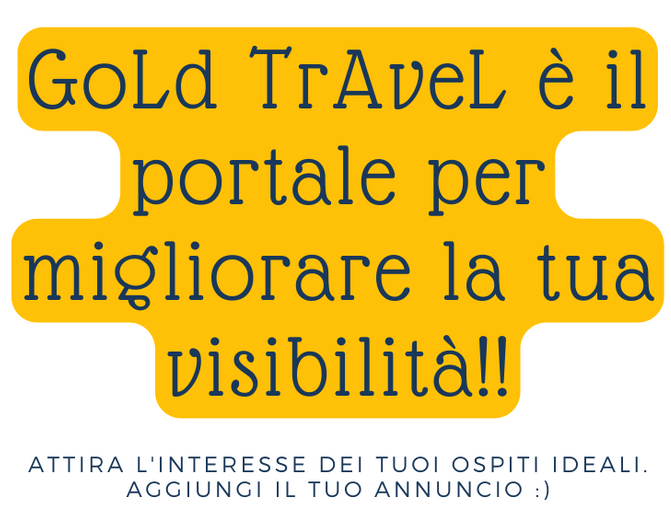 GoLd TrAveL è il
portale per
migliorare la tua
visibilità!!
ATTIRA L'INTERESSE DEI TUOI OSPITI IDEALI.
AGGIUNGI IL TUO ANNUNCIO :)